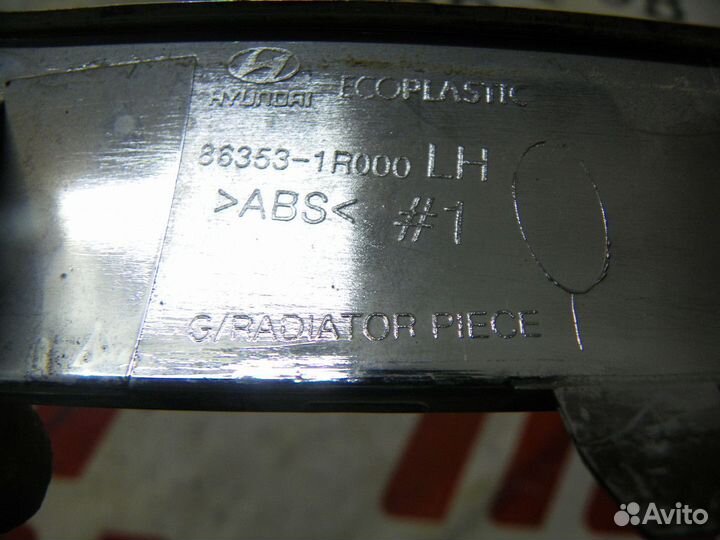 HYUNDAI ECOPLASTIC
86353-1R000 LH
>ABS< #1
G/RADIATOR PIECE
Avito